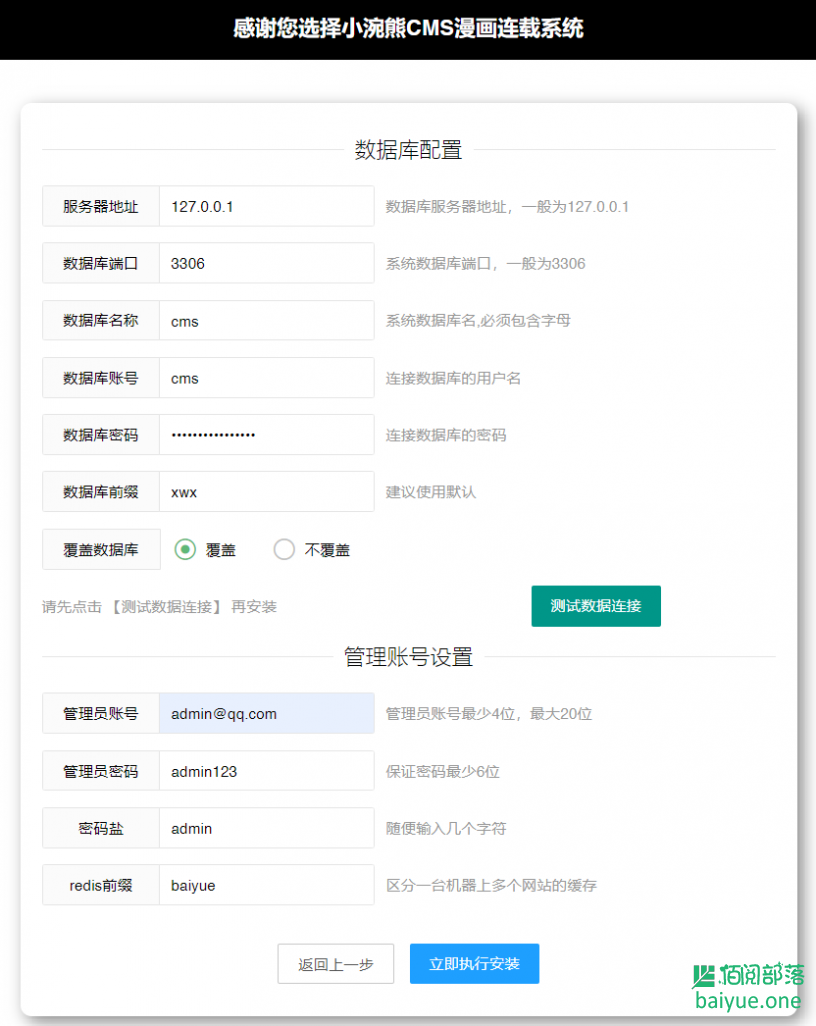 感谢您选择小浣熊CMS漫画连载系统
数据库配置
服务器地址 127.0.0.1 数据库服务器地址，一般为127.0.0.1
数据库端口 3306 系统数据库端口，一般为3306
数据库名称 cms 系统数据库名,必须包含字母
数据库账号 cms 连接数据库的用户名
数据库密码 •••••••••••••••• 连接数据库的密码
数据库前缀 xwx 建议使用默认
覆盖数据库 覆盖 不覆盖
请先点击 【测试数据连接】 再安装 测试数据连接
管理账号设置
管理员账号 admin@qq.com 管理员账号最少4位，最大20位
管理员密码 admin123 保证密码最少6位
密码盐 admin 随便输入几个字符
redis前缀 baiyue 区分一台机器上多个网站的缓存
返回上一步 立即执行安装
佰阅部落
baiyue.one